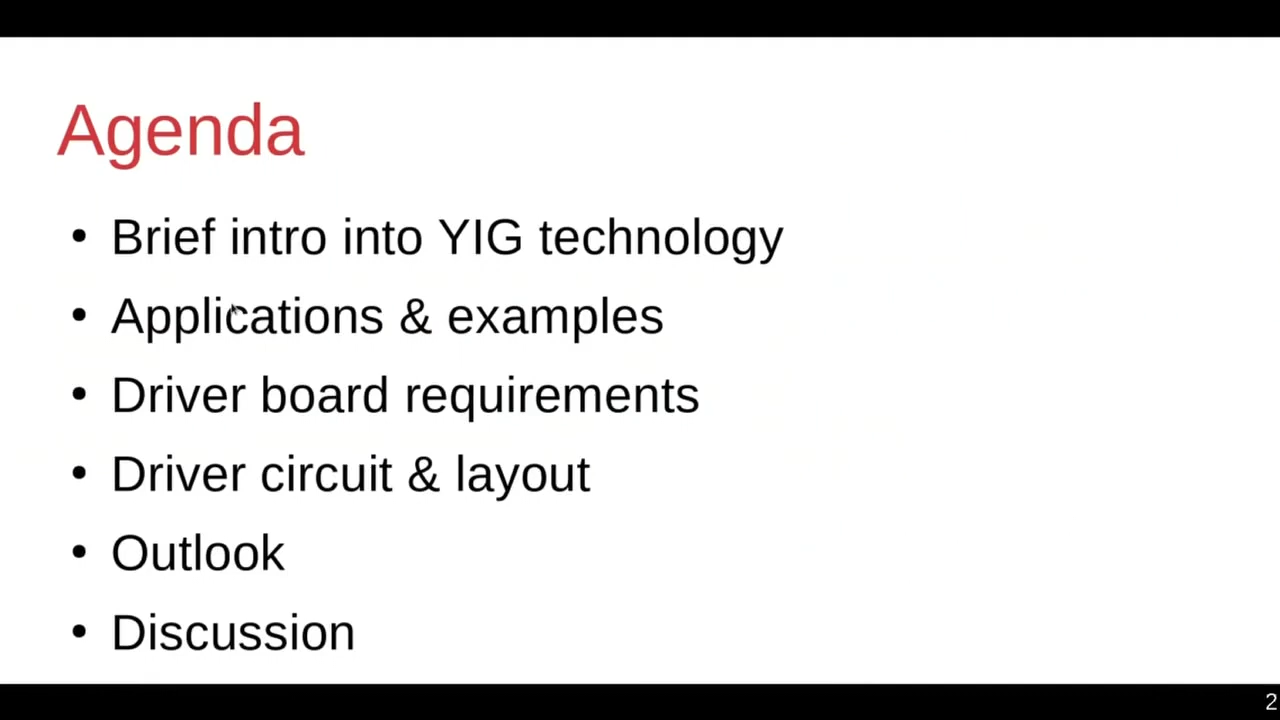 Agenda
• Brief intro into YIG technology
• Applications & examples
• Driver board requirements
• Driver circuit & layout
• Outlook
• Discussion
2